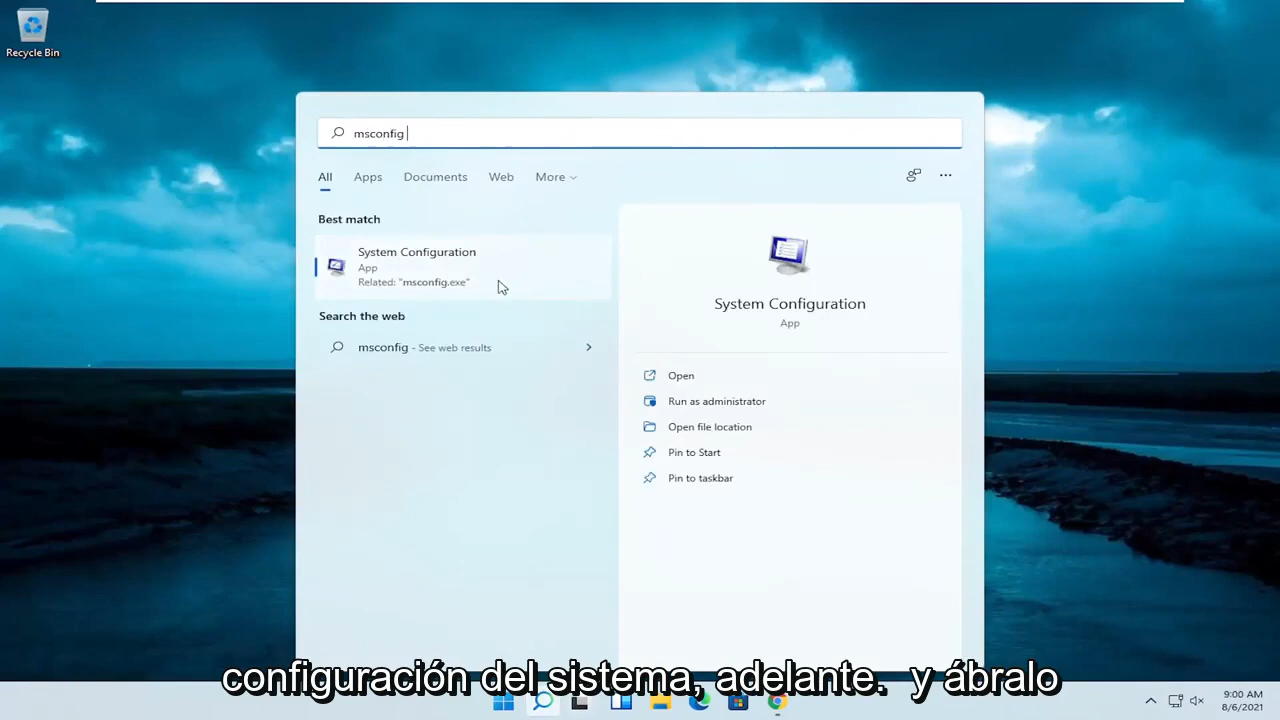 Recycle Bin
msconfig
All Apps Documents Web More
Best match
System Configuration
App
Related: "msconfig.exe"
Search the web
msconfig - See web results
System Configuration
App
Open
Run as administrator
Open file location
Pin to Start
Pin to taskbar
configuración del sistema, adelante. y ábralo
9:00 AM
8/6/2021